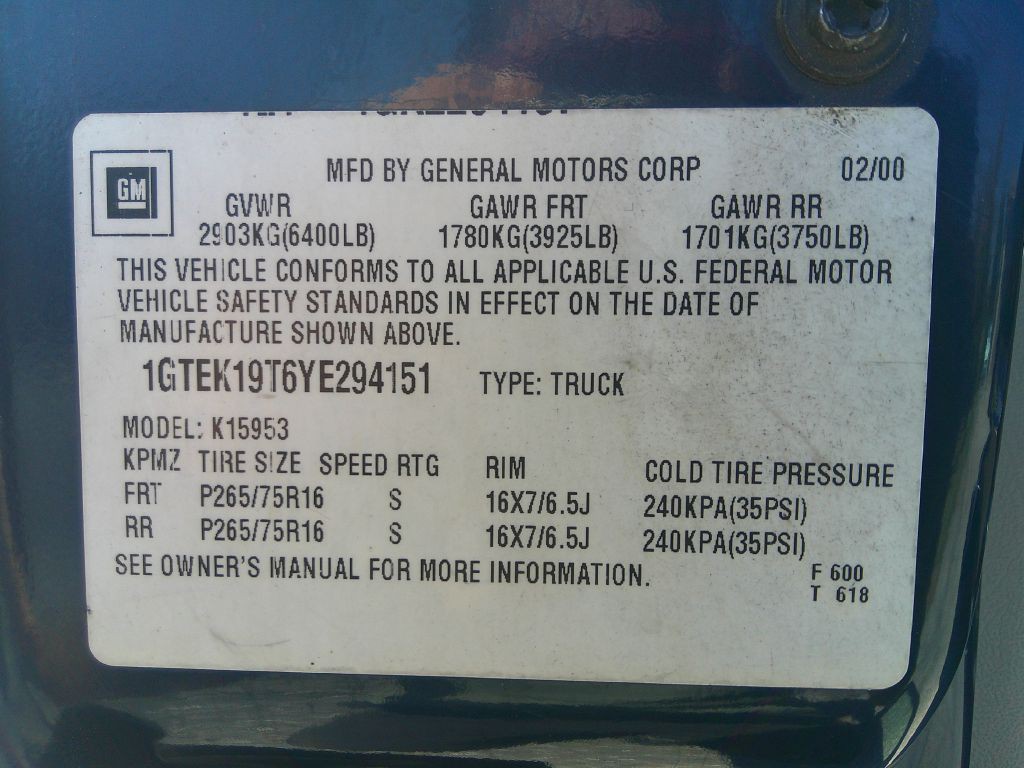 GM
MFD BY GENERAL MOTORS CORP 02/00
GVWR GAWR FRT GAWR RR
2903KG(6400LB) 1780KG(3925LB) 1701KG(3750LB)
THIS VEHICLE CONFORMS TO ALL APPLICABLE U.S. FEDERAL MOTOR
VEHICLE SAFETY STANDARDS IN EFFECT ON THE DATE OF
MANUFACTURE SHOWN ABOVE.
1GTEK19T6YE294151 TYPE: TRUCK
MODEL: K15953
KPMZ TIRE SIZE SPEED RTG RIM COLD TIRE PRESSURE
FRT P265/75R16 S 16X7/6.5J 240KPA(35PSI)
RR P265/75R16 S 16X7/6.5J 240KPA(35PSI)
SEE OWNER'S MANUAL FOR MORE INFORMATION.
F 600
T 618